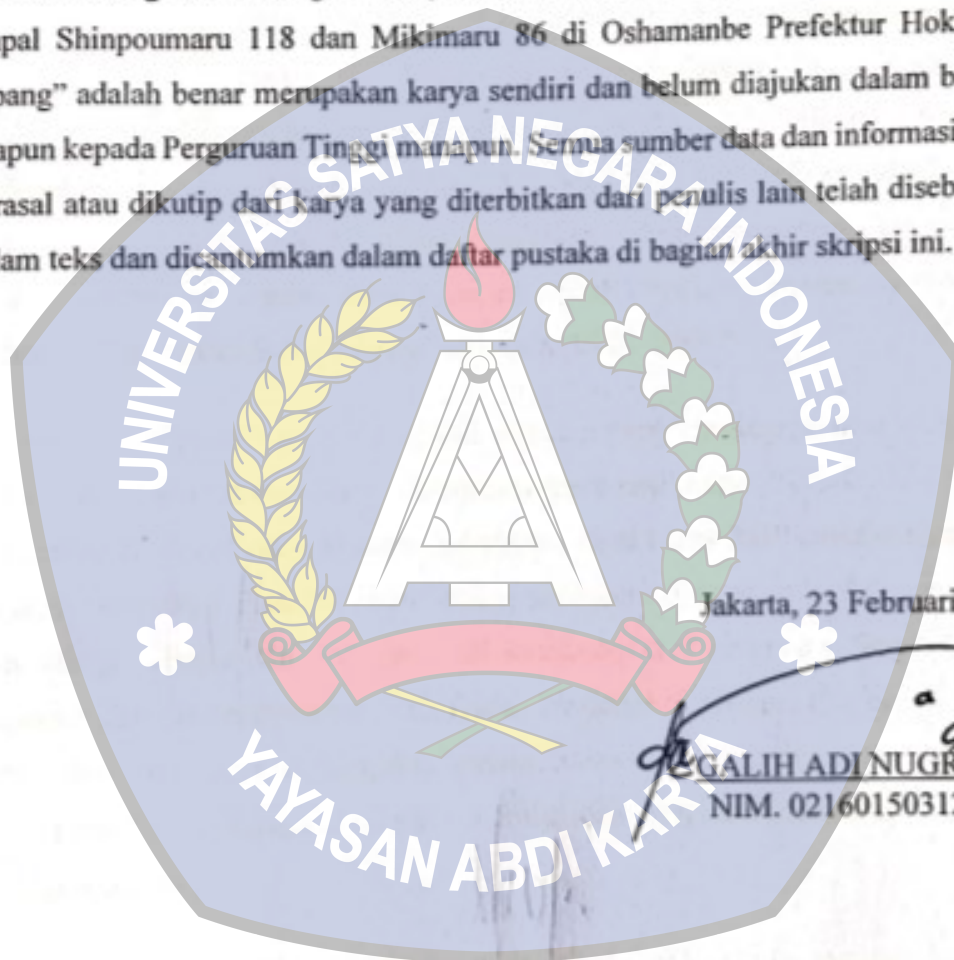 pal Shinpoumaru 118 dan Mikimaru 86 di Oshamanbe Prefektur Hok
pang” adalah benar merupakan karya sendiri dan belum diajukan dalam b
apun kepada Perguruan Tinggi manapun. Semua sumber data dan informasi
rasal atau dikutip dari karya yang diterbitkan dari penulis lain telah diseb
lam teks dan dicantumkan dalam daftar pustaka di bagian akhir skripsi ini.
UNIVERSITAS SATYA NEGARA INDONESIA
Jakarta, 23 Februari
GALIH ADI NUGR
NIM. 02160150312
YAYASAN ABDI KARYA